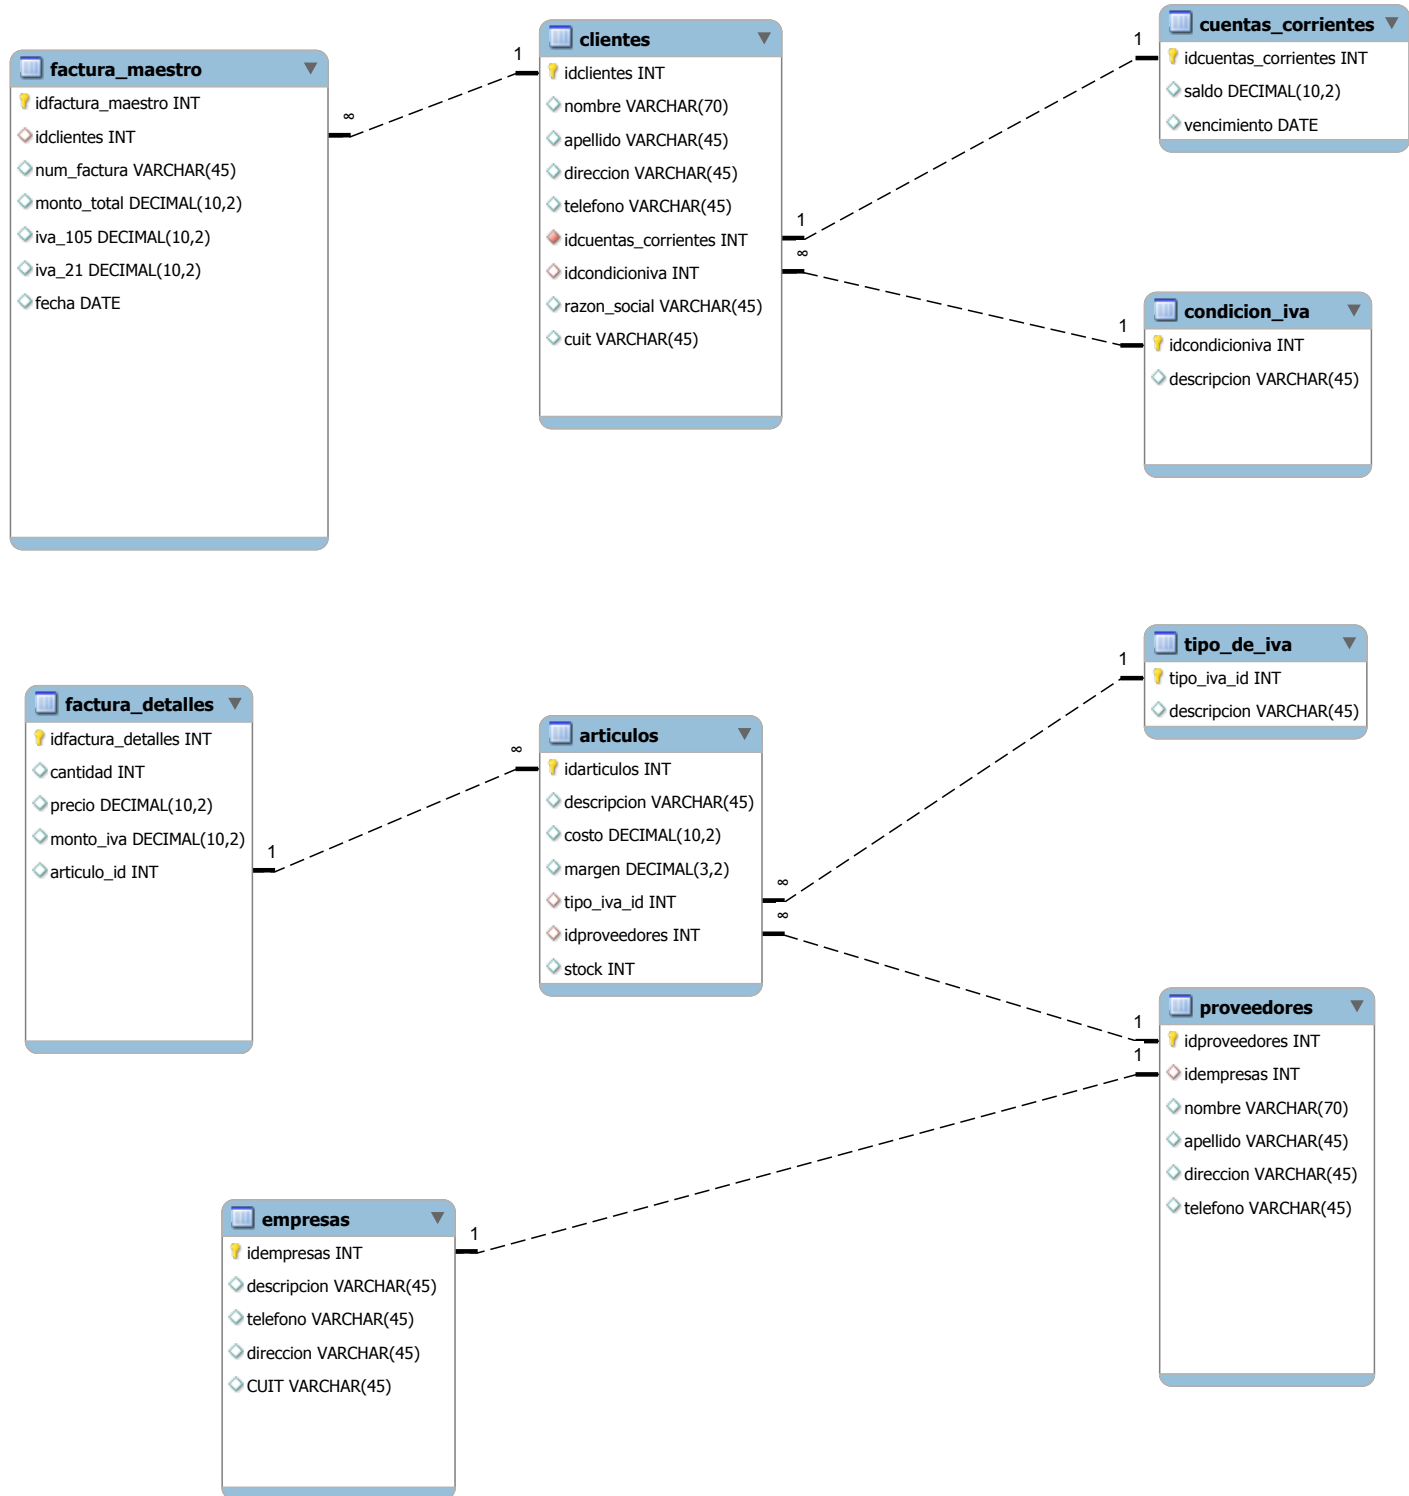 factura_maestro
idfactura_maestro INT
idclientes INT
num_factura VARCHAR(45)
monto_total DECIMAL(10,2)
iva_105 DECIMAL(10,2)
iva_21 DECIMAL(10,2)
fecha DATE
∞
1
clientes
idclientes INT
nombre VARCHAR(70)
apellido VARCHAR(45)
direccion VARCHAR(45)
telefono VARCHAR(45)
idcuentas_corrientes INT
idcondicioniva INT
razon_social VARCHAR(45)
cuit VARCHAR(45)
1
∞
1
cuentas_corrientes
idcuentas_corrientes INT
saldo DECIMAL(10,2)
vencimiento DATE
1
condicion_iva
idcondicioniva INT
descripcion VARCHAR(45)
factura_detalles
idfactura_detalles INT
cantidad INT
precio DECIMAL(10,2)
monto_iva DECIMAL(10,2)
articulo_id INT
1
∞
articulos
idarticulos INT
descripcion VARCHAR(45)
costo DECIMAL(10,2)
margen DECIMAL(3,2)
tipo_iva_id INT
idproveedores INT
stock INT
∞
∞
1
tipo_de_iva
tipo_iva_id INT
descripcion VARCHAR(45)
1
1
proveedores
idproveedores INT
idempresas INT
nombre VARCHAR(70)
apellido VARCHAR(45)
direccion VARCHAR(45)
telefono VARCHAR(45)
empresas
idempresas INT
descripcion VARCHAR(45)
telefono VARCHAR(45)
direccion VARCHAR(45)
CUIT VARCHAR(45)
1